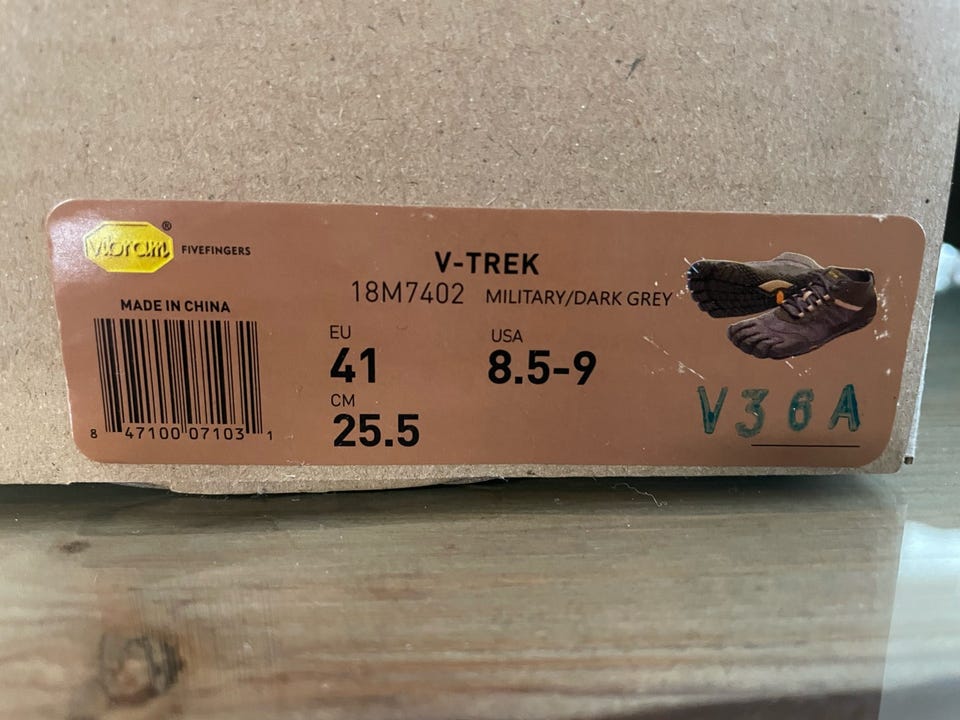 vibram®
FIVEFINGERS
MADE IN CHINA
8 47100 07103 1
V-TREK
18M7402 MILITARY/DARK GREY
EU
41
CM
25.5
USA
8.5-9
V36A